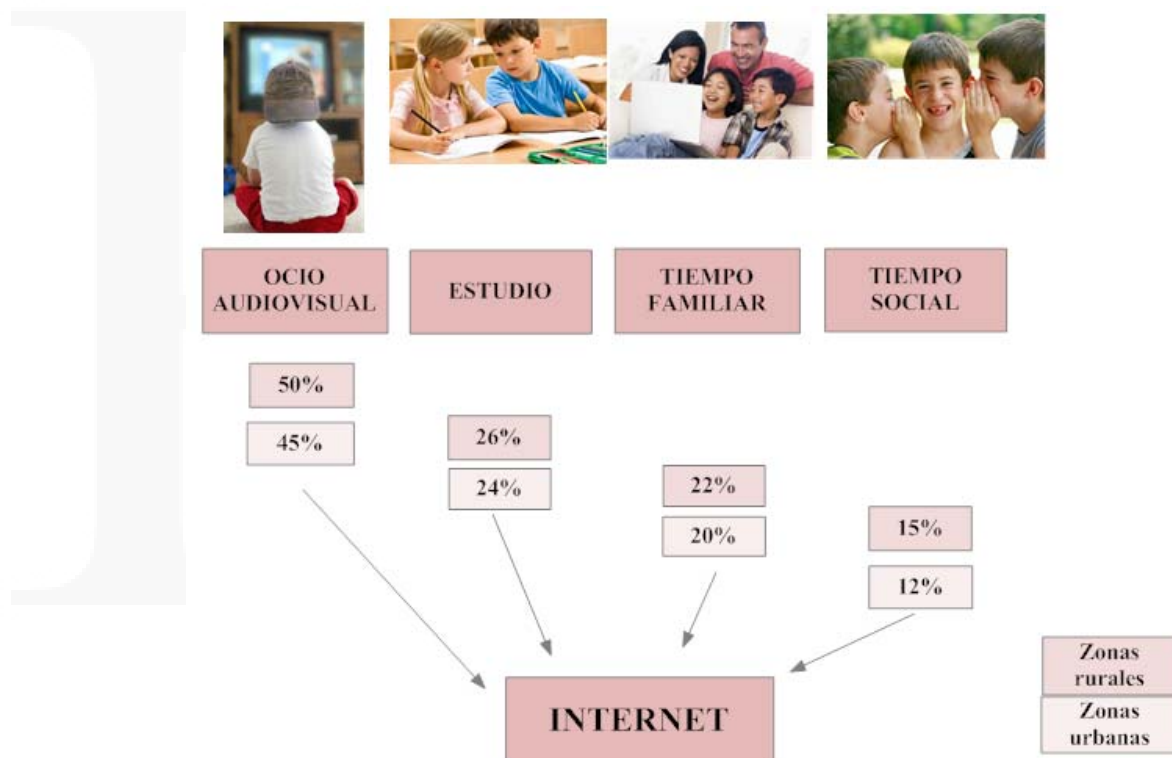 OCIO
AUDIOVISUAL
ESTUDIO
TIEMPO
FAMILIAR
TIEMPO
SOCIAL
50%
45%
26%
24%
22%
20%
15%
12%
INTERNET
Zonas
rurales
Zonas
urbanas